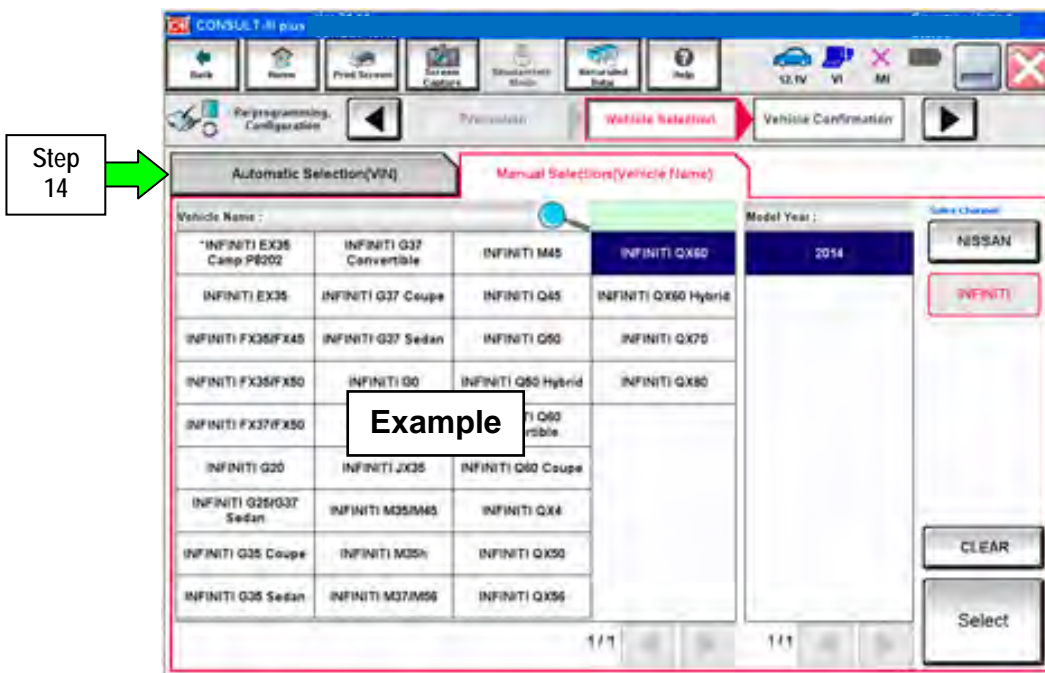 CONSULT-III plus
Back
Home
Print Screen
Screen
Capture
Measurement
Mode
Recorded
Data
Help
12.1V
VI
MI
Re/programming,
Configuration
Precaution
Vehicle Selection
Vehicle Confirmation
Step
14
Automatic Selection(VIN)
Manual Selection(Vehicle Name)
Vehicle Name :
Model Year :
Sales Channel
*INFINITI EX35
Camp P8202
INFINITI G37
Convertible
INFINITI M45
INFINITI QX60
2014
NISSAN
INFINITI EX35
INFINITI G37 Coupe
INFINITI Q45
INFINITI QX60 Hybrid
INFINITI
INFINITI FX35/FX45
INFINITI G37 Sedan
INFINITI Q50
INFINITI QX70
INFINITI FX35/FX50
INFINITI Q50 Hybrid
INFINITI QX80
INFINITI FX37/FX50
Example
INFINITI G20
INFINITI JX35
INFINITI Q60 Coupe
INFINITI G25/G37
Sedan
INFINITI M35/M45
INFINITI QX4
INFINITI G35 Coupe
INFINITI M35h
INFINITI QX50
CLEAR
INFINITI G35 Sedan
INFINITI M37/M56
INFINITI QX56
Select
1/1
1/1